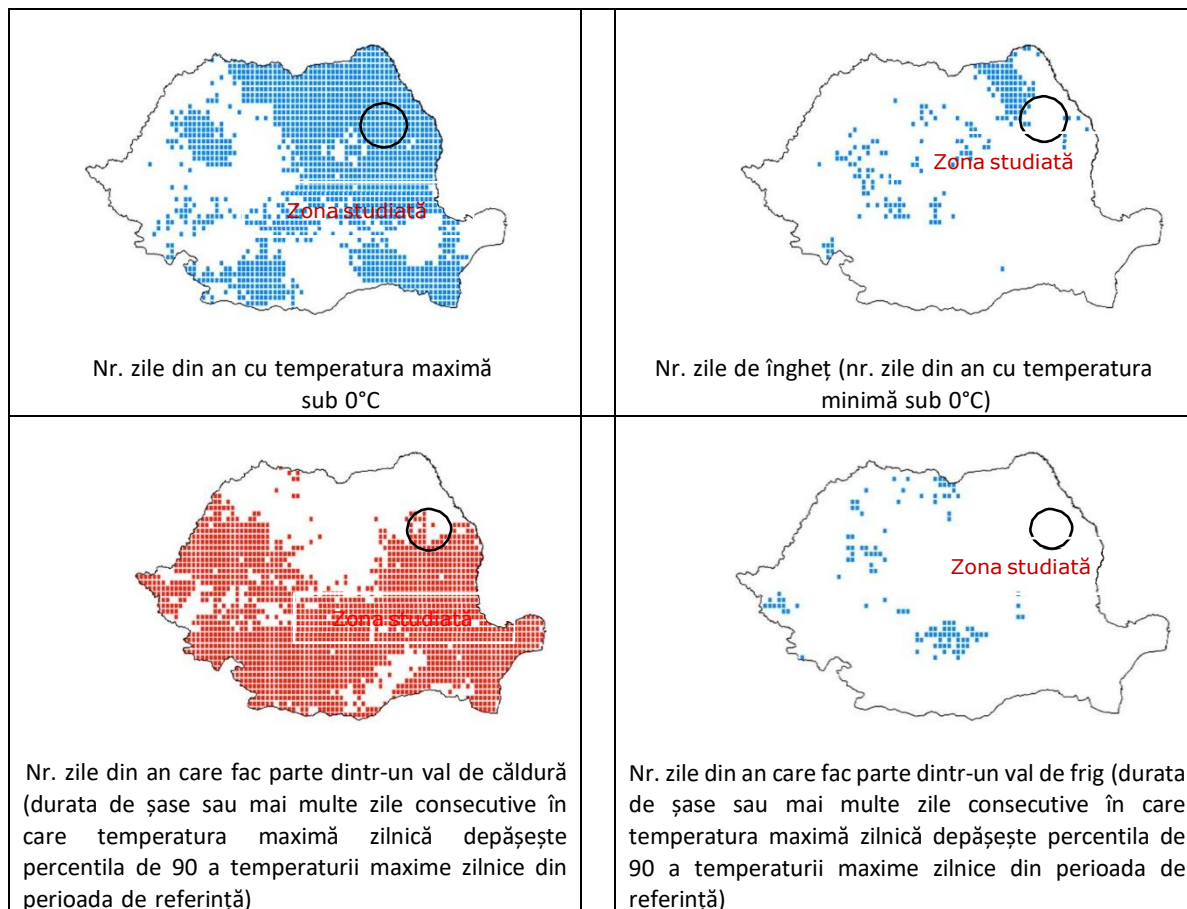 Zona studiată
Nr. zile din an cu temperatura maximă
sub 0°C
Zona studiată
Nr. zile de îngheț (nr. zile din an cu temperatura
minimă sub 0°C)
Zona studiată
Nr. zile din an care fac parte dintr-un val de căldură
(durata de șase sau mai multe zile consecutive în
care temperatura maximă zilnică depășește
percentila de 90 a temperaturii maxime zilnice din
perioada de referință)
Zona studiată
Nr. zile din an care fac parte dintr-un val de frig (durata
de șase sau mai multe zile consecutive în care
temperatura maximă zilnică depășește percentila de
90 a temperaturii maxime zilnice din perioada de
referință)